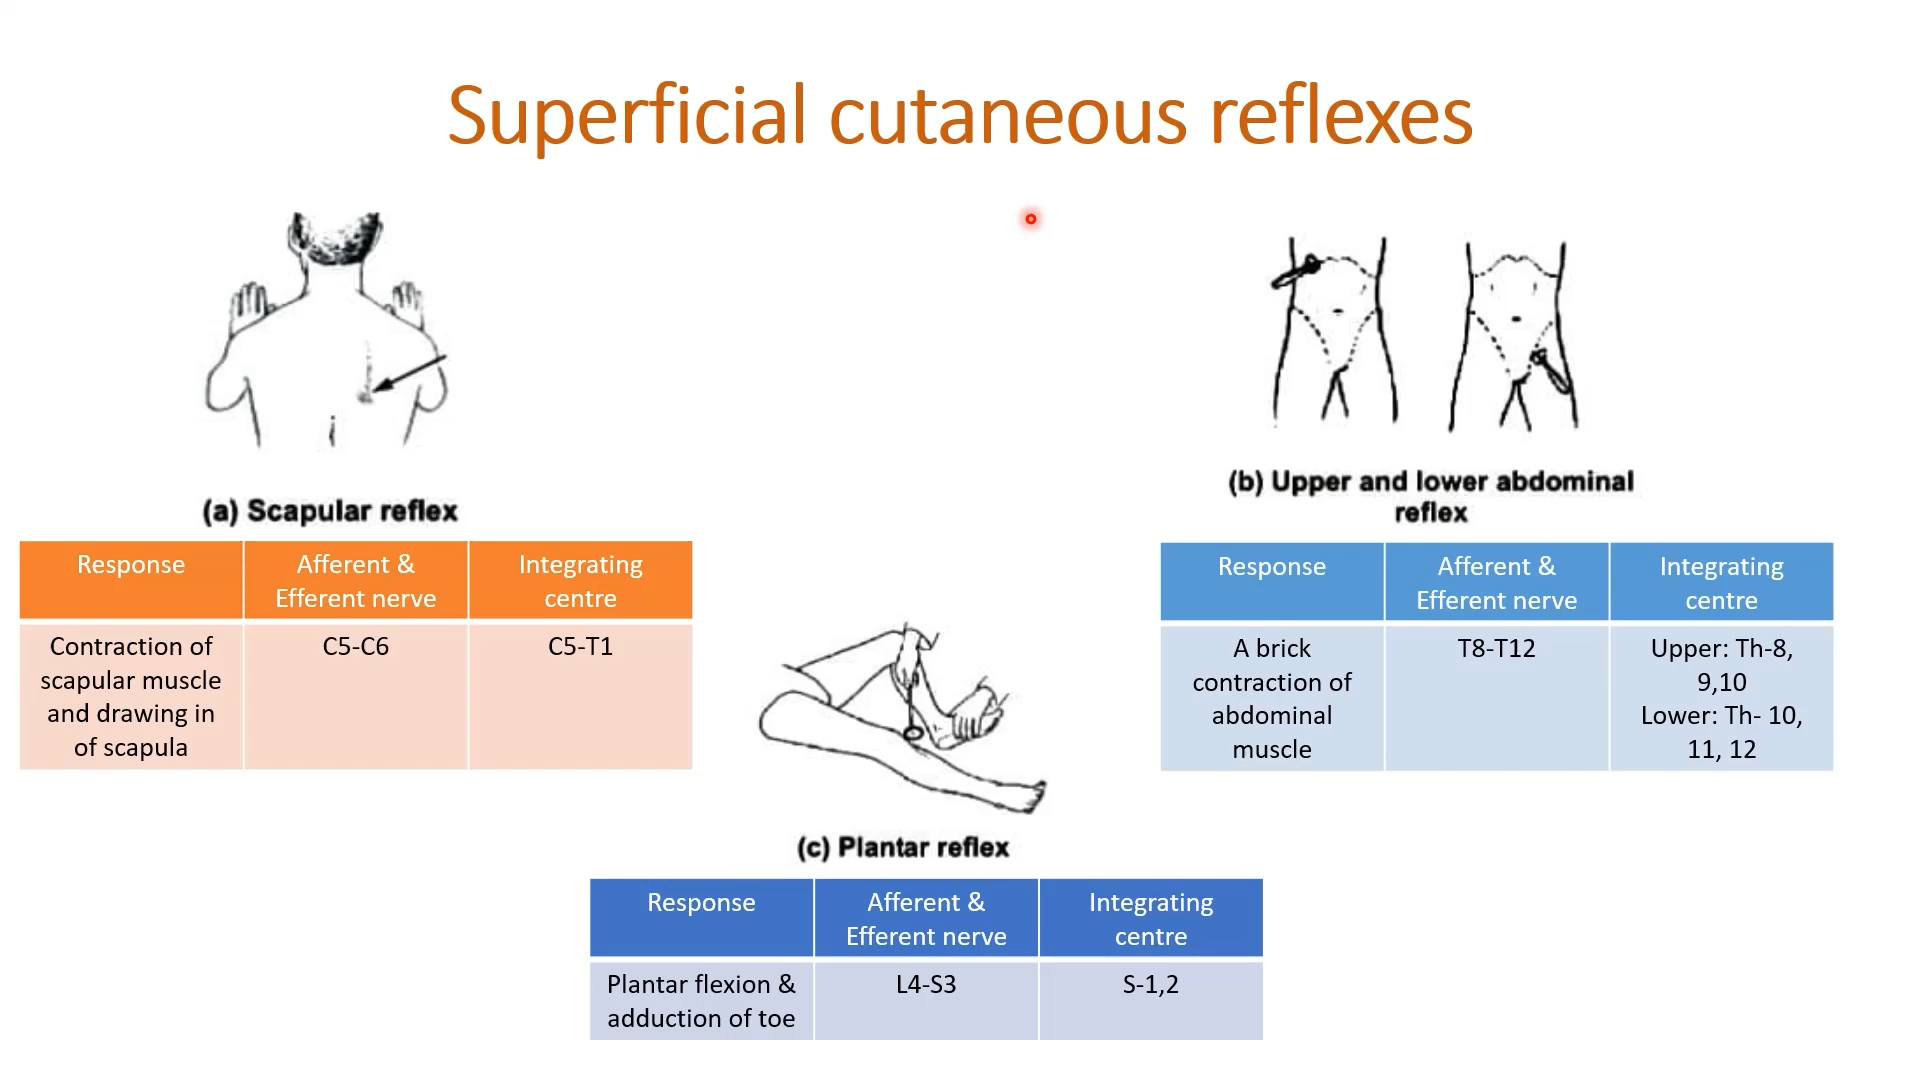 Superficial cutaneous reflexes
(a) Scapular reflex
Response
Afferent &
Efferent nerve
Integrating
centre
Contraction of
scapular muscle
and drawing in
of scapula
C5-C6
C5-T1
(b) Upper and lower abdominal
reflex
Response
Afferent &
Efferent nerve
Integrating
centre
A brick
contraction of
abdominal
muscle
T8-T12
Upper: Th-8,
9,10
Lower: Th- 10,
11, 12
(c) Plantar reflex
Response
Afferent &
Efferent nerve
Integrating
centre
Plantar flexion &
adduction of toe
L4-S3
S-1,2